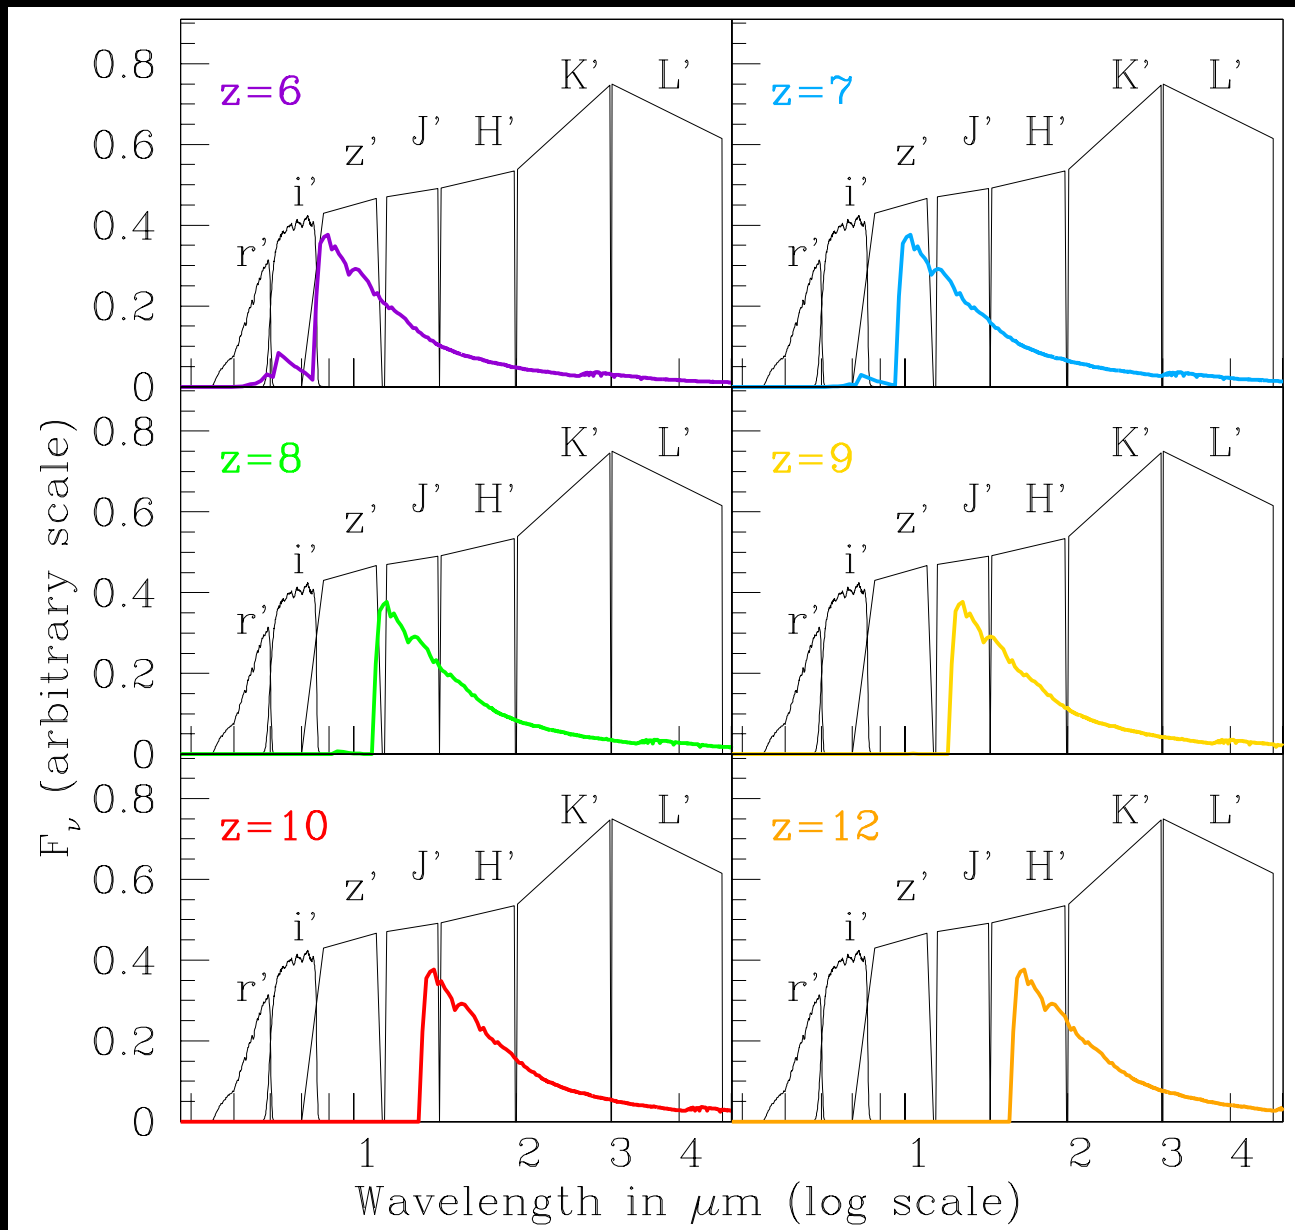 0.8
0.6
0.4
0.2
0
z=6
r’
i’
z’
J’
H’
K’
L’
z=7
r’
i’
z’
J’
H’
K’
L’
0.8
0.6
0.4
0.2
0
z=8
r’
i’
z’
J’
H’
K’
L’
z=9
r’
i’
z’
J’
H’
K’
L’
0.8
0.6
0.4
0.2
0
z=10
r’
i’
z’
J’
H’
K’
L’
z=12
r’
i’
z’
J’
H’
K’
L’
1 2 3 4 1 2 3 4
Wavelength in μm (log scale)
Fν (arbitrary scale)